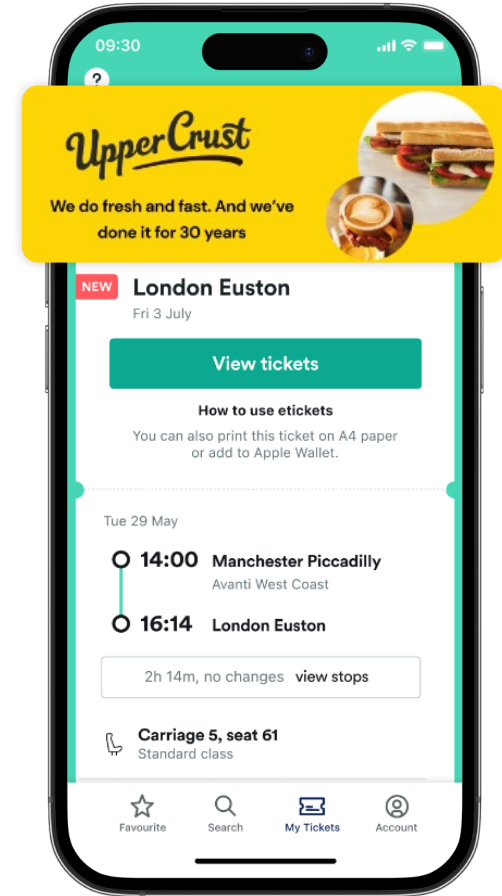 09:30
?
Upper Crust
We do fresh and fast. And we've
done it for 30 years
NEW London Euston
Fri 3 July
View tickets
How to use etickets
You can also print this ticket on A4 paper
or add to Apple Wallet.
Tue 29 May
14:00 Manchester Piccadilly
Avanti West Coast
16:14 London Euston
2h 14m, no changes view stops
Carriage 5, seat 61
Standard class
Favourite Search My Tickets Account